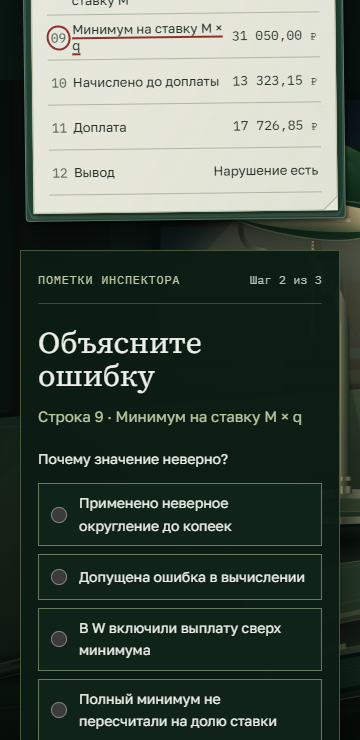 ставку М
09 Минимум на ставку М × q 31 050,00 ₽
10 Начислено до доплаты 13 323,15 ₽
11 Доплата 17 726,85 ₽
12 Вывод Нарушение есть
ПОМЕТКИ ИНСПЕКТОРА Шаг 2 из 3
Объясните
ошибку
Строка 9 · Минимум на ставку М × q
Почему значение неверно?
Применено неверное
округление до копеек
Допущена ошибка в вычислении
В W включили выплату сверх
минимума
Полный минимум не
пересчитали на долю ставки